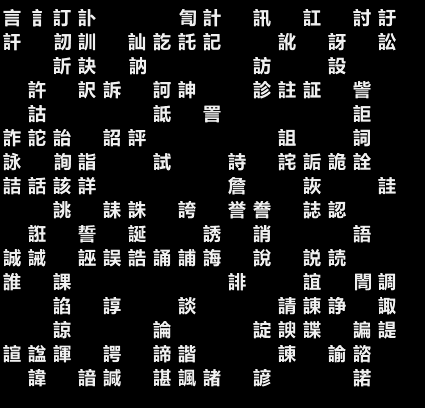 言 訁 訂 訃 訇 計 訊 訌 討 訏
訐 訒 訓 訕 訖 託 記 訛 訝 訟
訢 訣 訥 訪 設
許 訳 訴 訶 訷 診 註 証 訾
詁 詆 詈 詎
詐 詑 詒 詔 評 詛 詞
詠 詢 詣 試 詩 詫 詬 詭 詮
詰 話 該 詳 詹 詼 詿
誂 誄 誅 誇 誉 誊 誌 認
誑 誓 誕 誘 誚 語
誠 誡 誣 誤 誥 誦 誧 誨 說 説 読
誰 課 誹 誼 誾 調
諂 諄 談 請 諌 諍 諏
諒 論 諚 諛 諜 諞 諟
諠 諡 諢 諤 諦 諧 諫 諭 諮
諱 諳 諴 諶 諷 諸 諺 諾